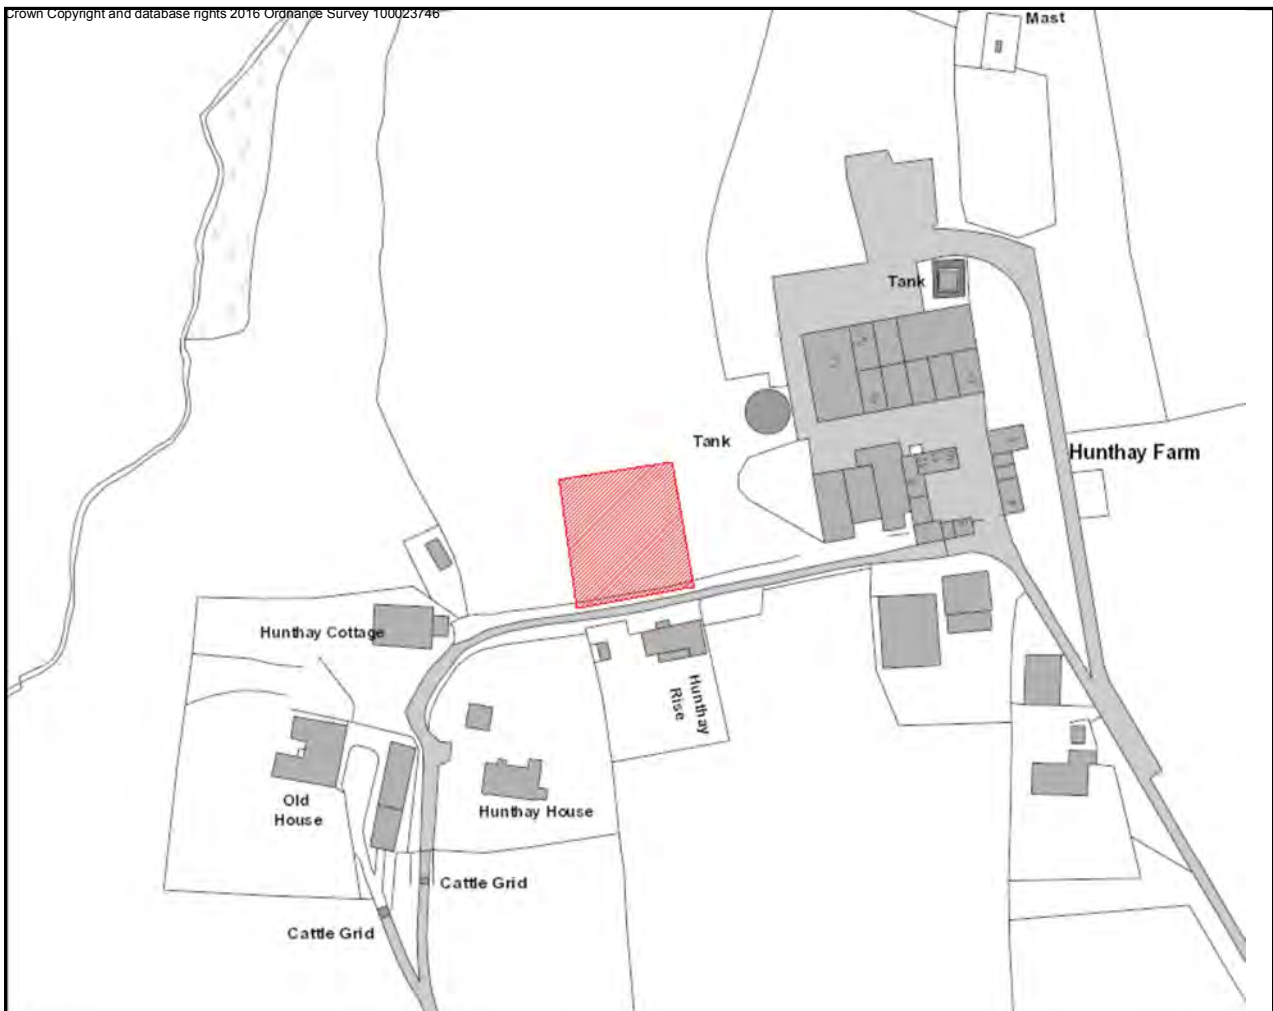 Crown Copyright and database rights 2016 Ordnance Survey 100023746
Mast
Tank
Tank
Hunthay Farm
Hunthay Cottage
Hunthay
Rise
Old
House
Hunthay House
Cattle Grid
Cattle Grid